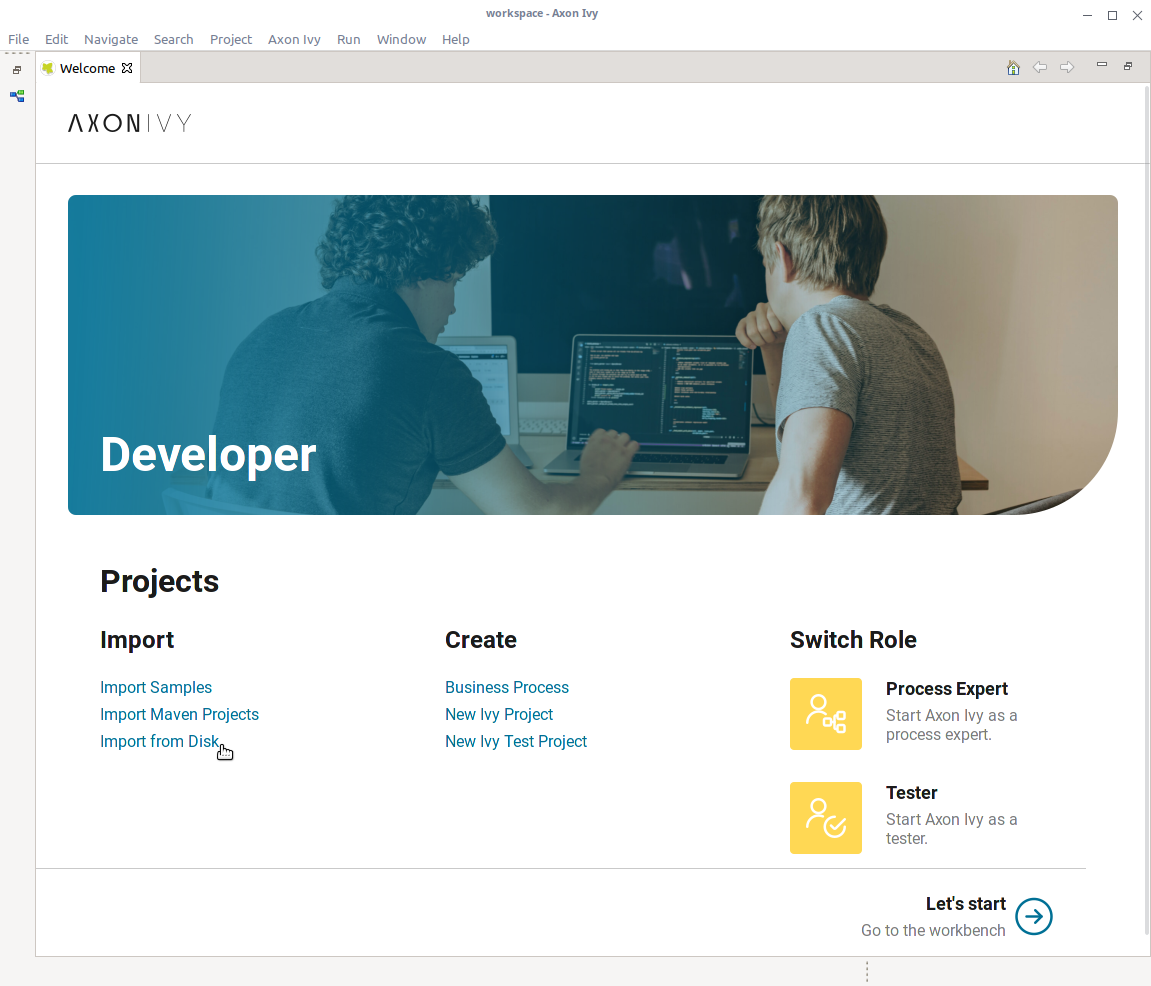 workspace - Axon Ivy
File Edit Navigate Search Project Axon Ivy Run Window Help
Welcome
AXONIVY
Developer
Projects
Import
Import Samples
Import Maven Projects
Import from Disk
Create
Business Process
New Ivy Project
New Ivy Test Project
Switch Role
Process Expert
Start Axon Ivy as a
process expert.
Tester
Start Axon Ivy as a
tester.
Let's start
Go to the workbench